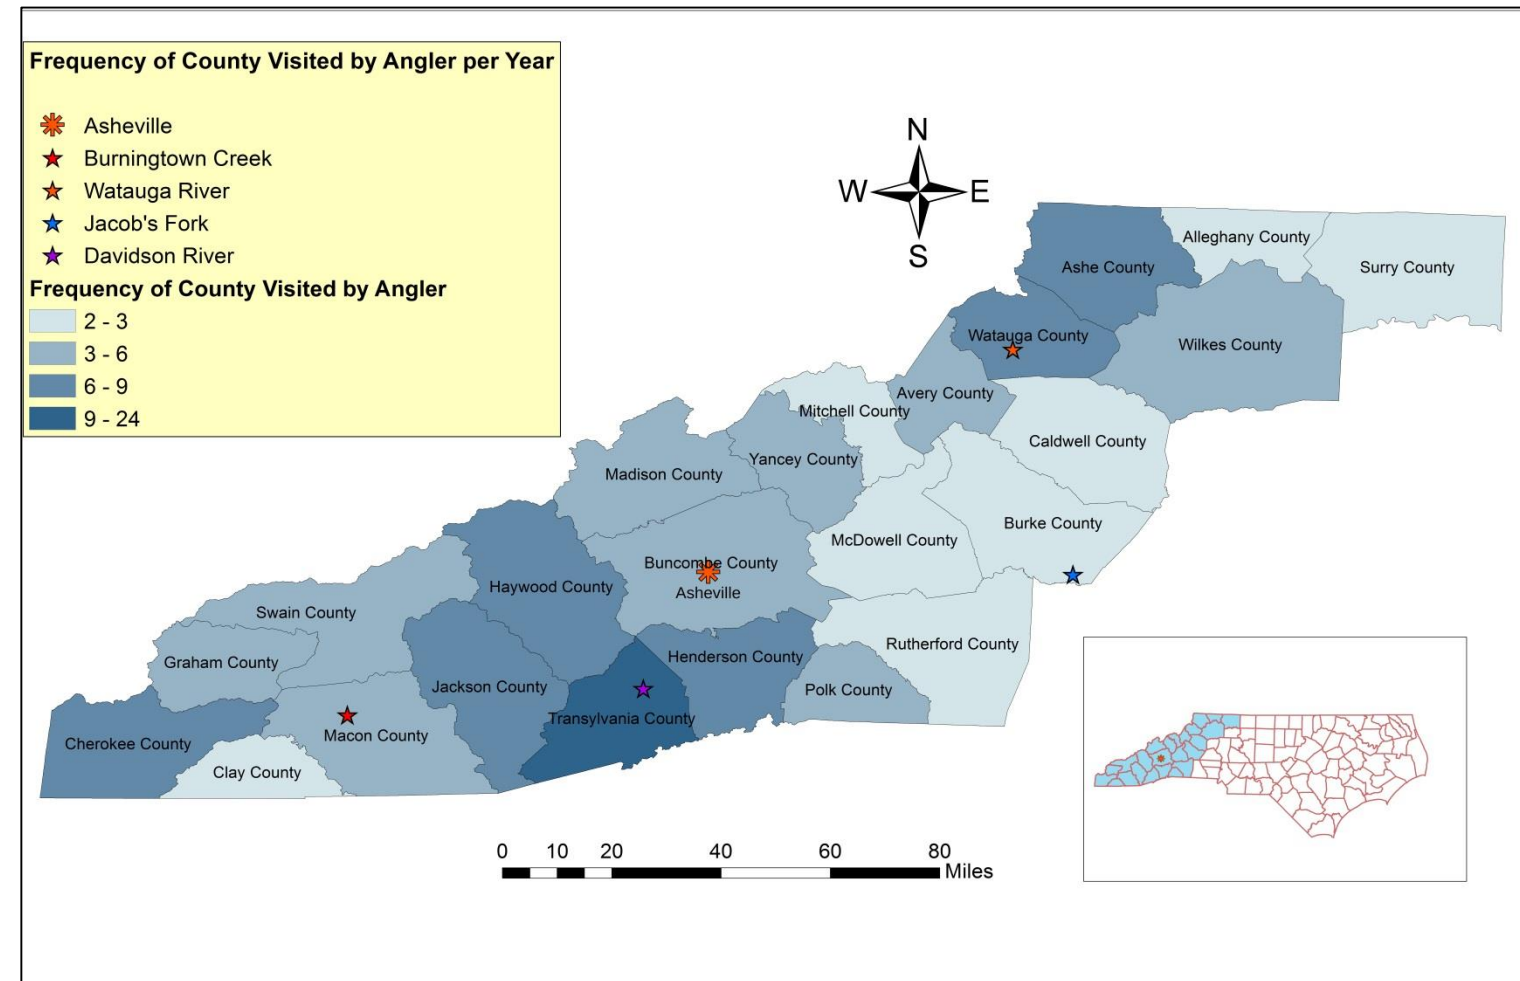 Frequency of County Visited by Angler per Year
Asheville
Burningtown Creek
Watauga River
Jacob's Fork
Davidson River
Frequency of County Visited by Angler
2 - 3
3 - 6
6 - 9
9 - 24
N
W
E
S
Alleghany County
Ashe County
Surry County
Watauga County
Wilkes County
Avery County
Mitchell County
Caldwell County
Yancey County
Madison County
Burke County
McDowell County
Buncombe County
Asheville
Haywood County
Swain County
Rutherford County
Henderson County
Graham County
Jackson County
Polk County
Transylvania County
Macon County
Cherokee County
Clay County
0 10 20 40 60 80
Miles